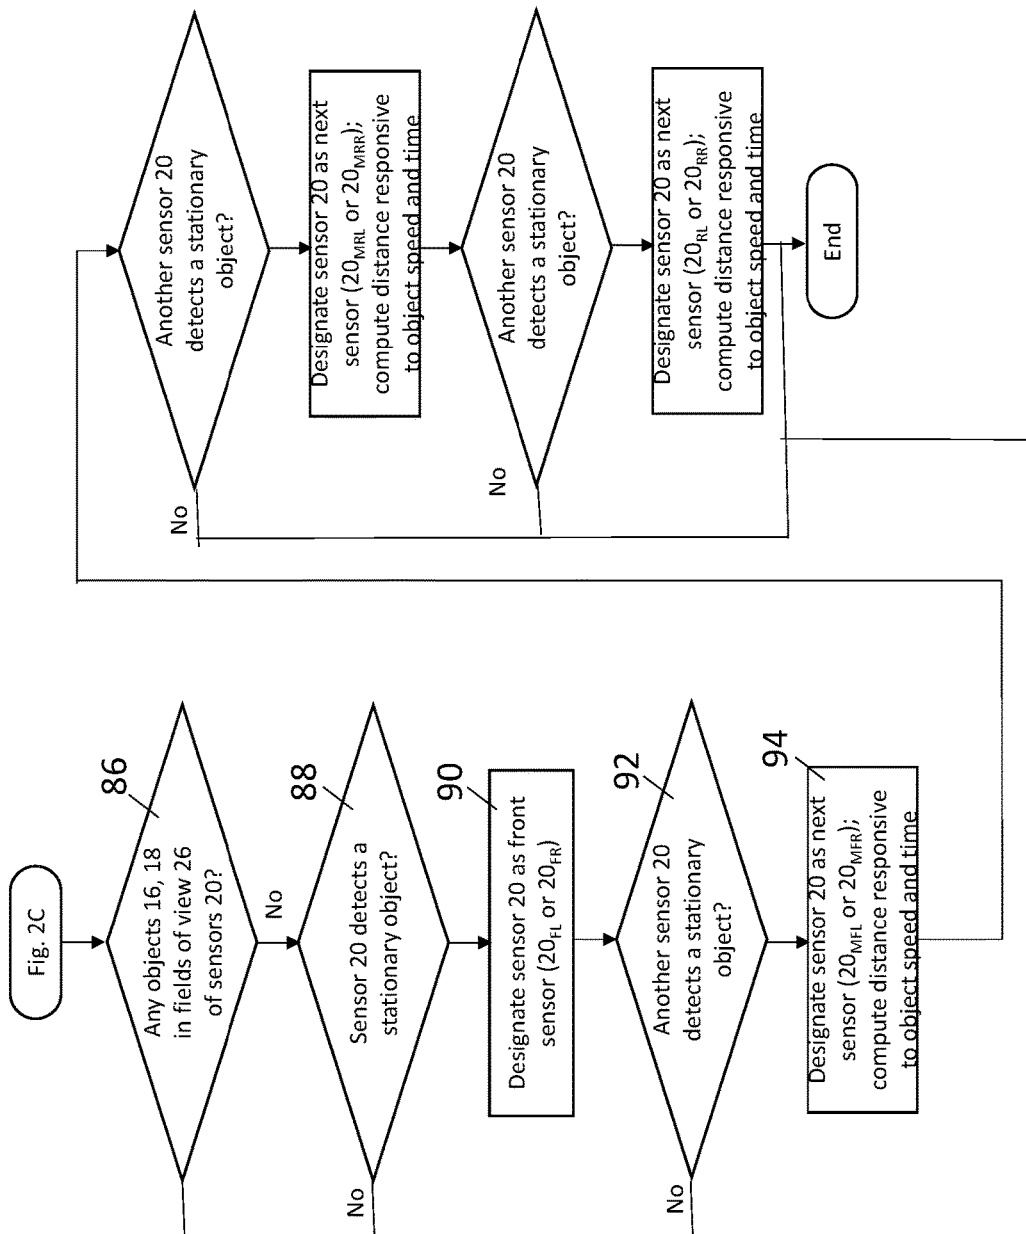 Fig. 2C
86
Any objects 16, 18
in fields of view 26
of sensors 20?
No
88
Sensor 20 detects a
stationary object?
No
90
Designate sensor 20 as front
sensor (20FL or 20FR)
92
Another sensor 20
detects a stationary
object?
No
94
Designate sensor 20 as next
sensor (20MFL or 20MFR);
compute distance responsive
to object speed and time
Another sensor 20
detects a stationary
object?
No
Designate sensor 20 as next
sensor (20MRL or 20MRR);
compute distance responsive
to object speed and time
Another sensor 20
detects a stationary
object?
No
Designate sensor 20 as next
sensor (20RL or 20RR);
compute distance responsive
to object speed and time
End